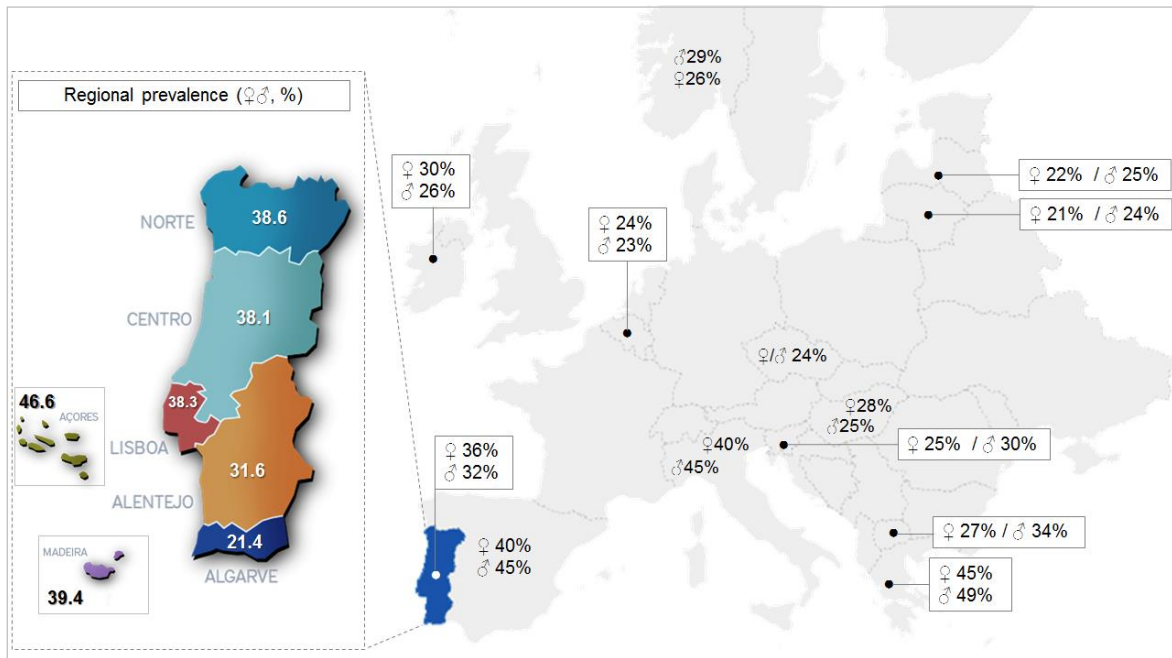 Regional prevalence (♀♂, %)
NORTE
38.6
CENTRO
38.1
38.3
LISBOA
46.6
AÇORES
31.6
ALENTEJO
MADEIRA
39.4
21.4
ALGARVE
♂29%
♀26%
♀ 30%
♂ 26%
♀ 24%
♂ 23%
♀ 22% / ♂ 25%
♀ 21% / ♂ 24%
♀/♂ 24%
♀28%
♂25%
♀40%
♂45%
♀ 25% / ♂ 30%
♀ 36%
♂ 32%
♀ 40%
♂ 45%
♀ 27% / ♂ 34%
♀ 45%
♂ 49%